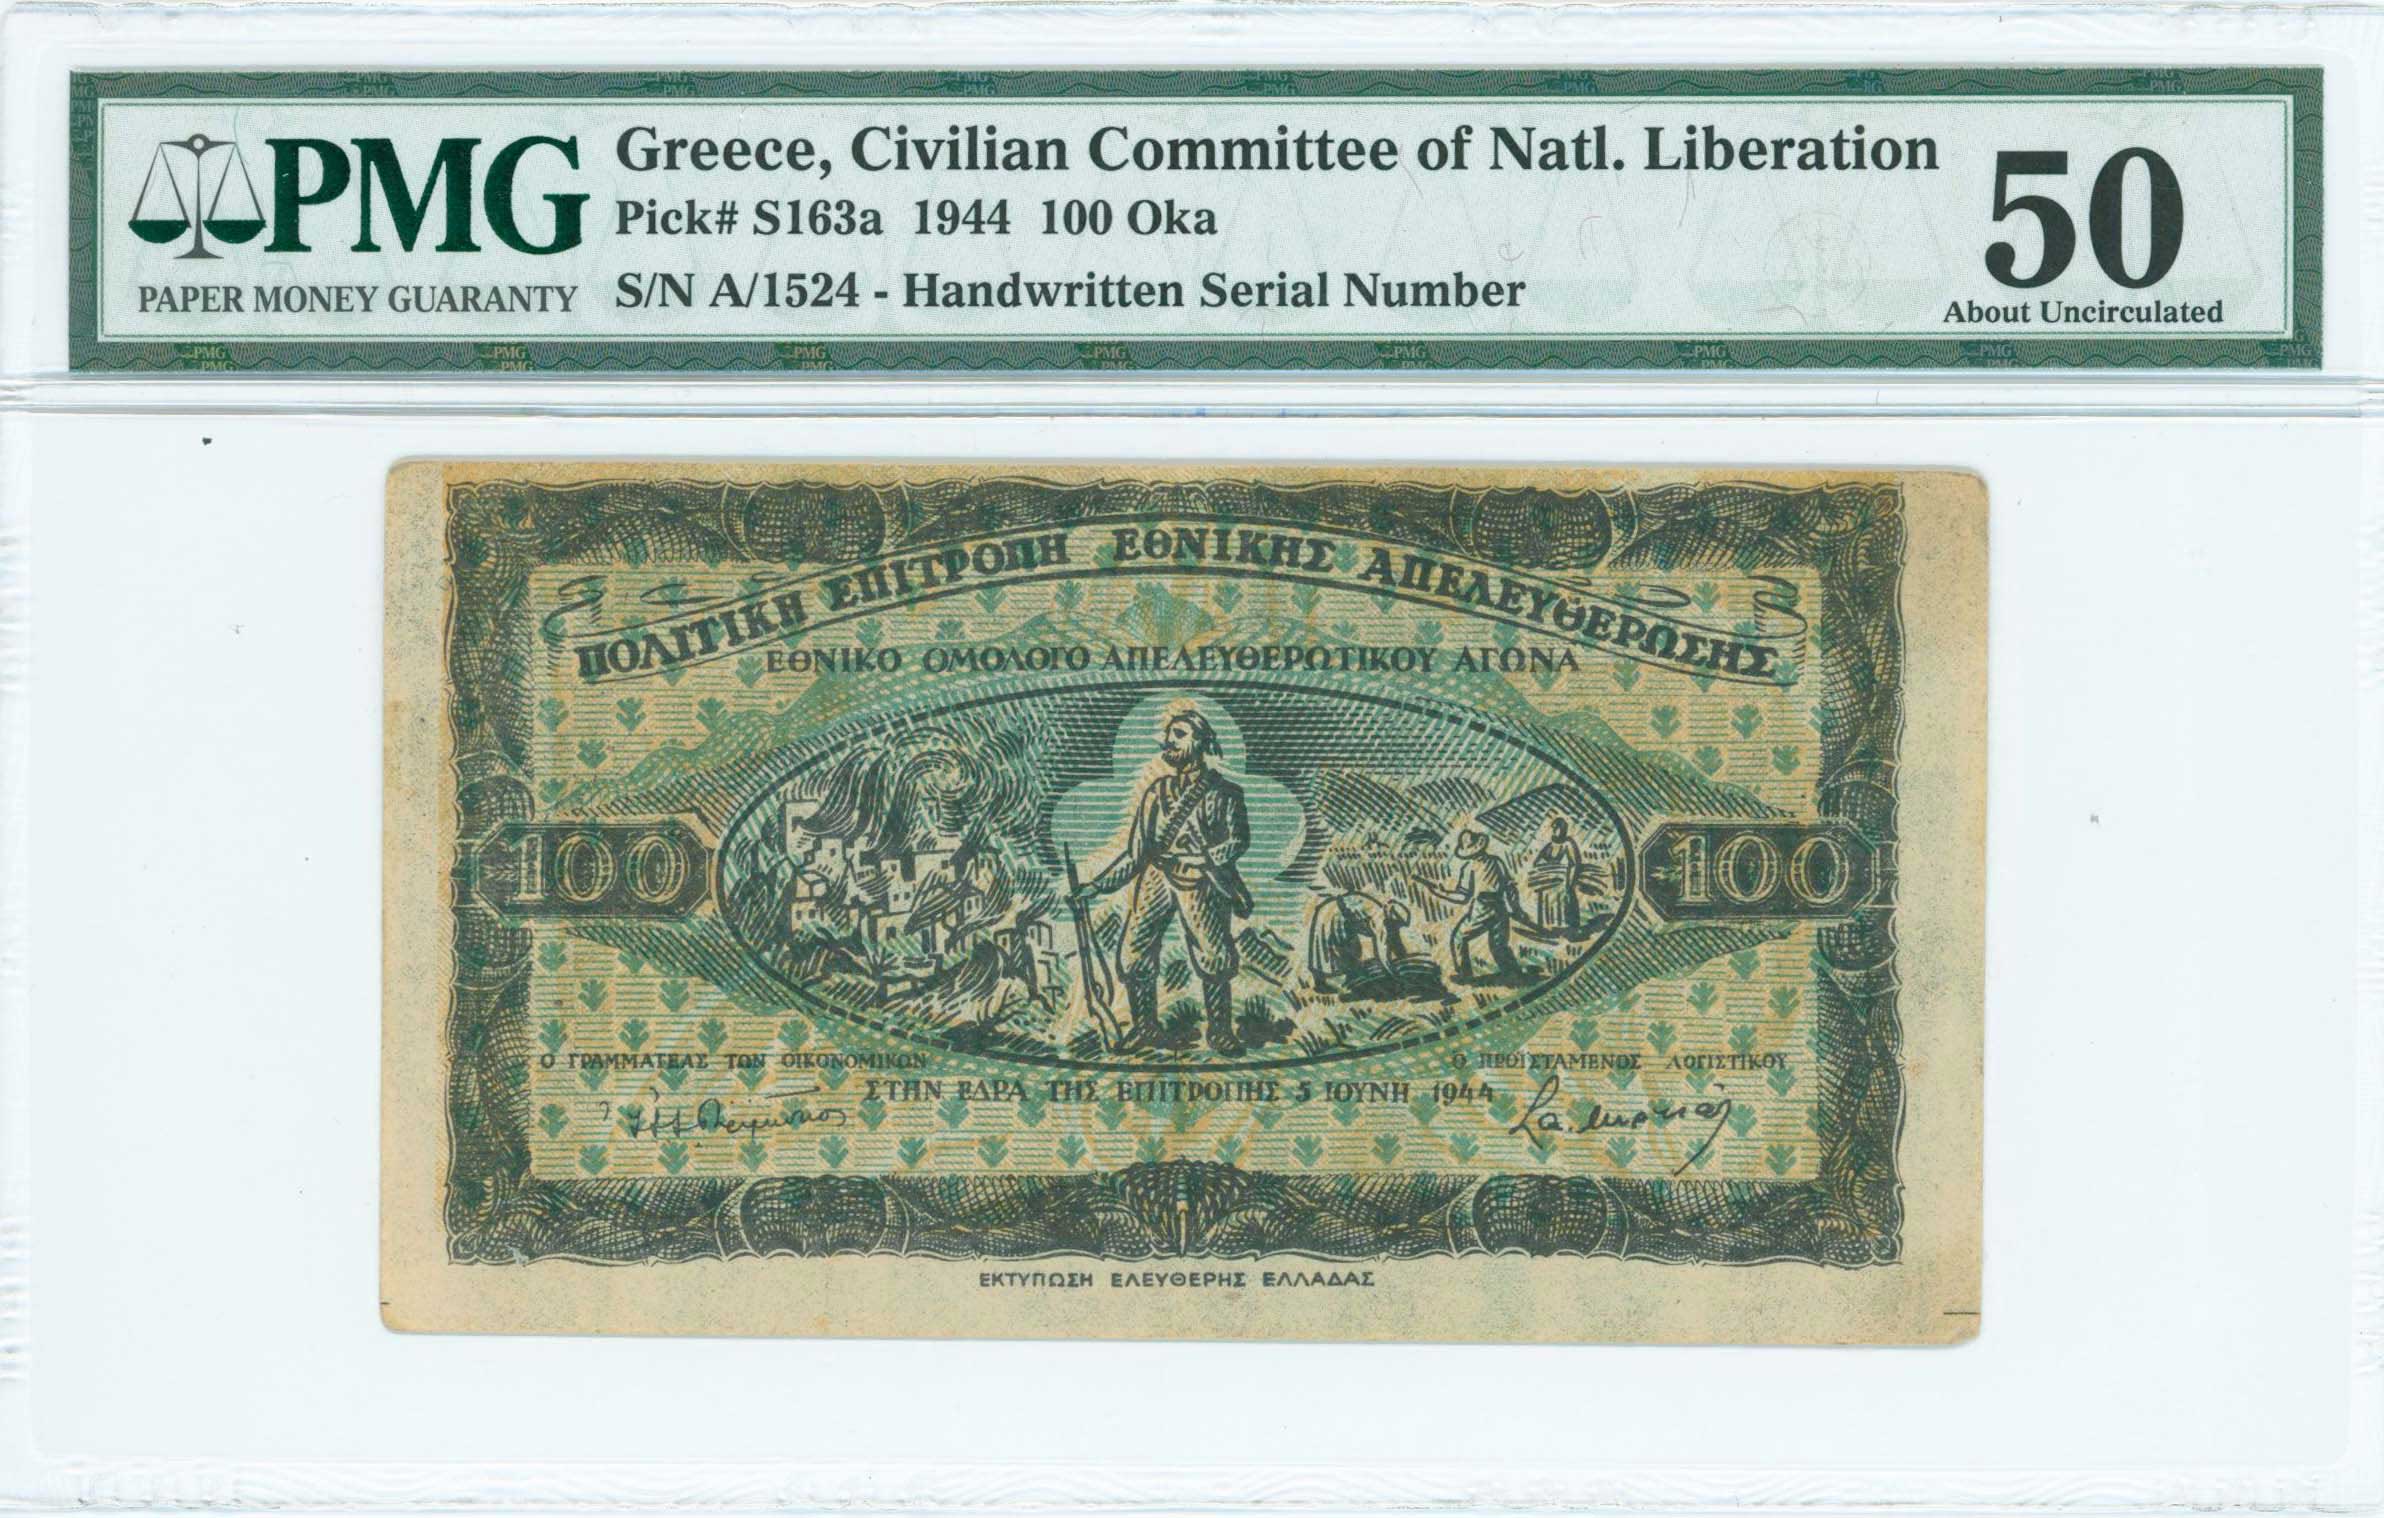 PMG
PAPER MONEY GUARANTY
Greece, Civilian Committee of Natl. Liberation
Pick# S163a 1944 100 Oka
S/N A/1524 - Handwritten Serial Number
50
About Uncirculated
ΠΟΛΙΤΙΚΗ ΕΠΙΤΡΟΠΗ ΕΘΝΙΚΗΣ ΑΠΕΛΕΥΘΕΡΩΣΗΣ
ΕΘΝΙΚΟ ΟΜΟΛΟΓΟ ΑΠΕΛΕΥΘΕΡΩΤΙΚΟΥ ΑΓΩΝΑ
100
100
Ο ΓΡΑΜΜΑΤΕΑΣ ΤΩΝ ΟΙΚΟΝΟΜΙΚΩΝ
Ο ΠΡΟΪΣΤΑΜΕΝΟΣ ΛΟΓΙΣΤΙΚΟΥ
ΣΤΗΝ ΕΔΡΑ ΤΗΣ ΕΠΙΤΡΟΠΗΣ 5 ΙΟΥΝΗ 1944
ΕΚΤΥΠΩΣΗ ΕΛΕΥΘΕΡΗΣ ΕΛΛΑΔΑΣ